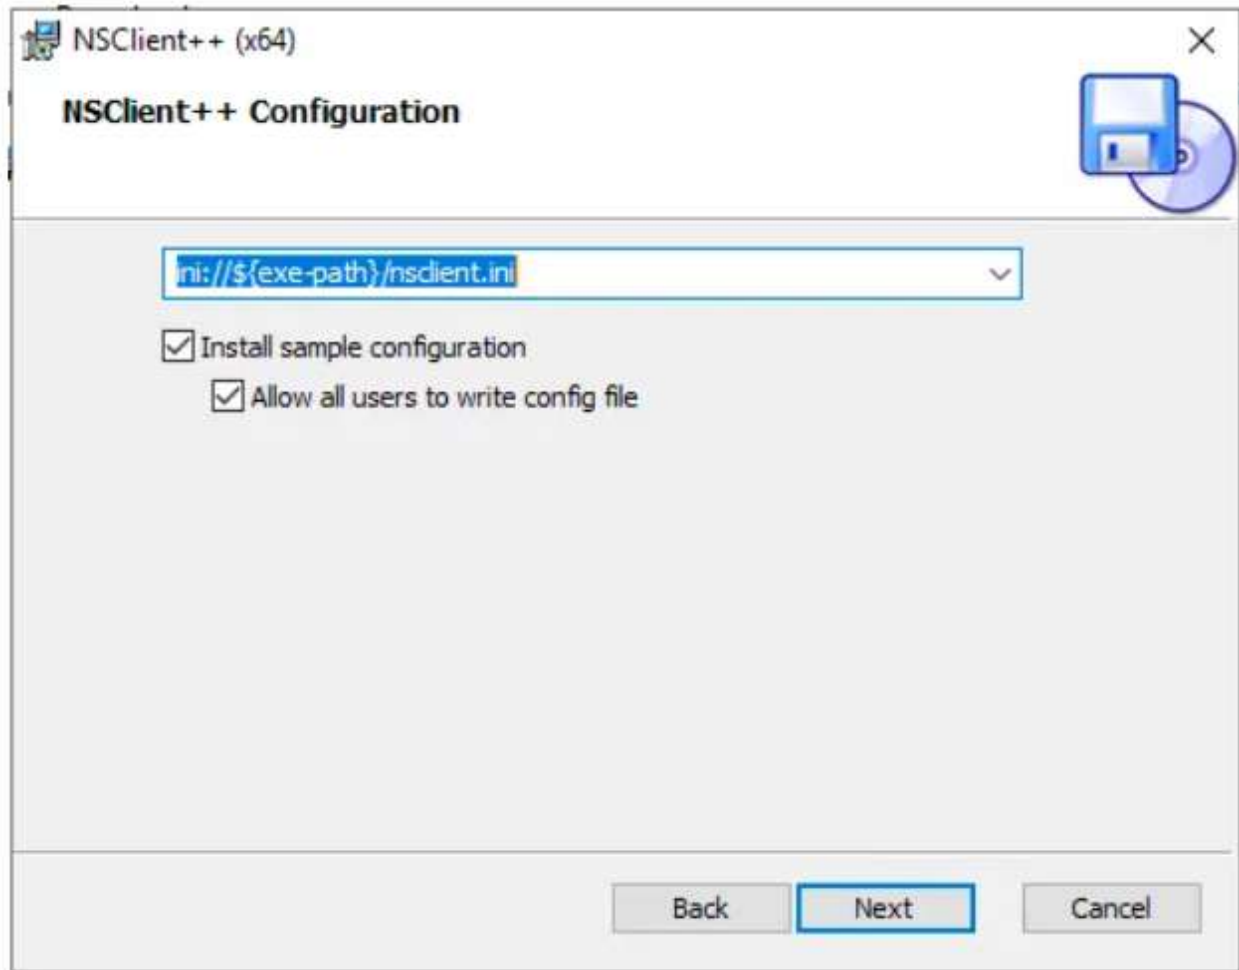 NSClient++ (x64)
NSClient++ Configuration
ini://${exe-path}/nsclient.ini
Install sample configuration
Allow all users to write config file
Back Next Cancel